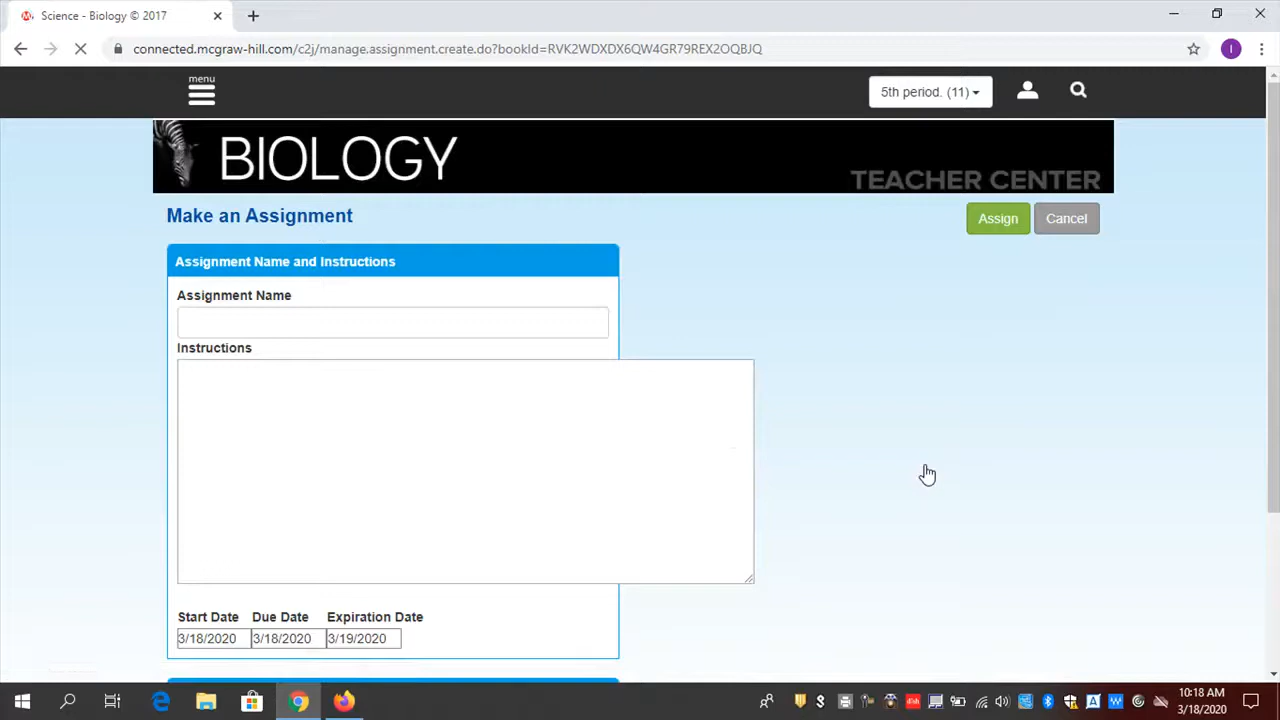 Science - Biology © 2017
connected.mcgraw-hill.com/c2j/manage.assignment.create.do?bookId=RVK2WDXDX6QW4GR79REX2OQBJQ
menu
5th period. (11)
BIOLOGY
TEACHER CENTER
Make an Assignment
Assign
Cancel
Assignment Name and Instructions
Assignment Name
Instructions
Start Date Due Date Expiration Date
3/18/2020 3/18/2020 3/19/2020
10:18 AM
3/18/2020